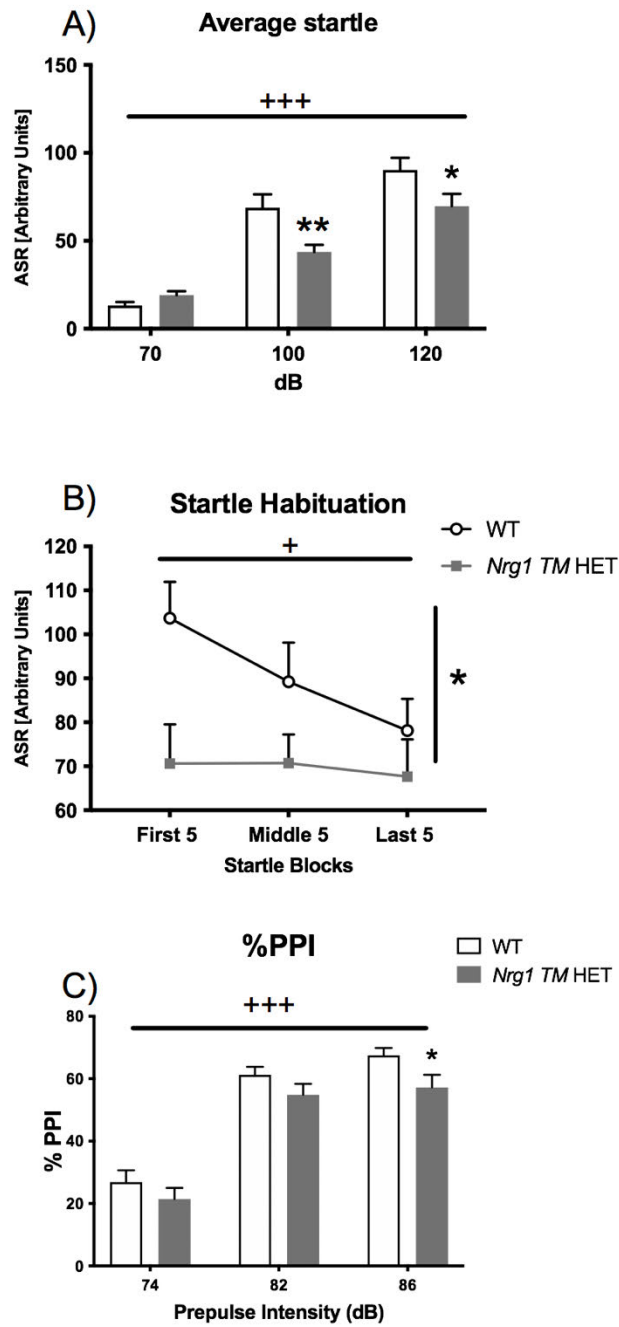 A)
Average startle
ASR [Arbitrary Units]
150
100
50
0
+++
**
*
70
100
120
dB
B)
Startle Habituation
WT
Nrg1 TM HET
ASR [Arbitrary Units]
120
110
100
90
80
70
60
+
*
First 5
Middle 5
Last 5
Startle Blocks
%PPI
WT
Nrg1 TM HET
C)
% PPI
80
60
40
20
0
+++
*
74
82
86
Prepulse Intensity (dB)